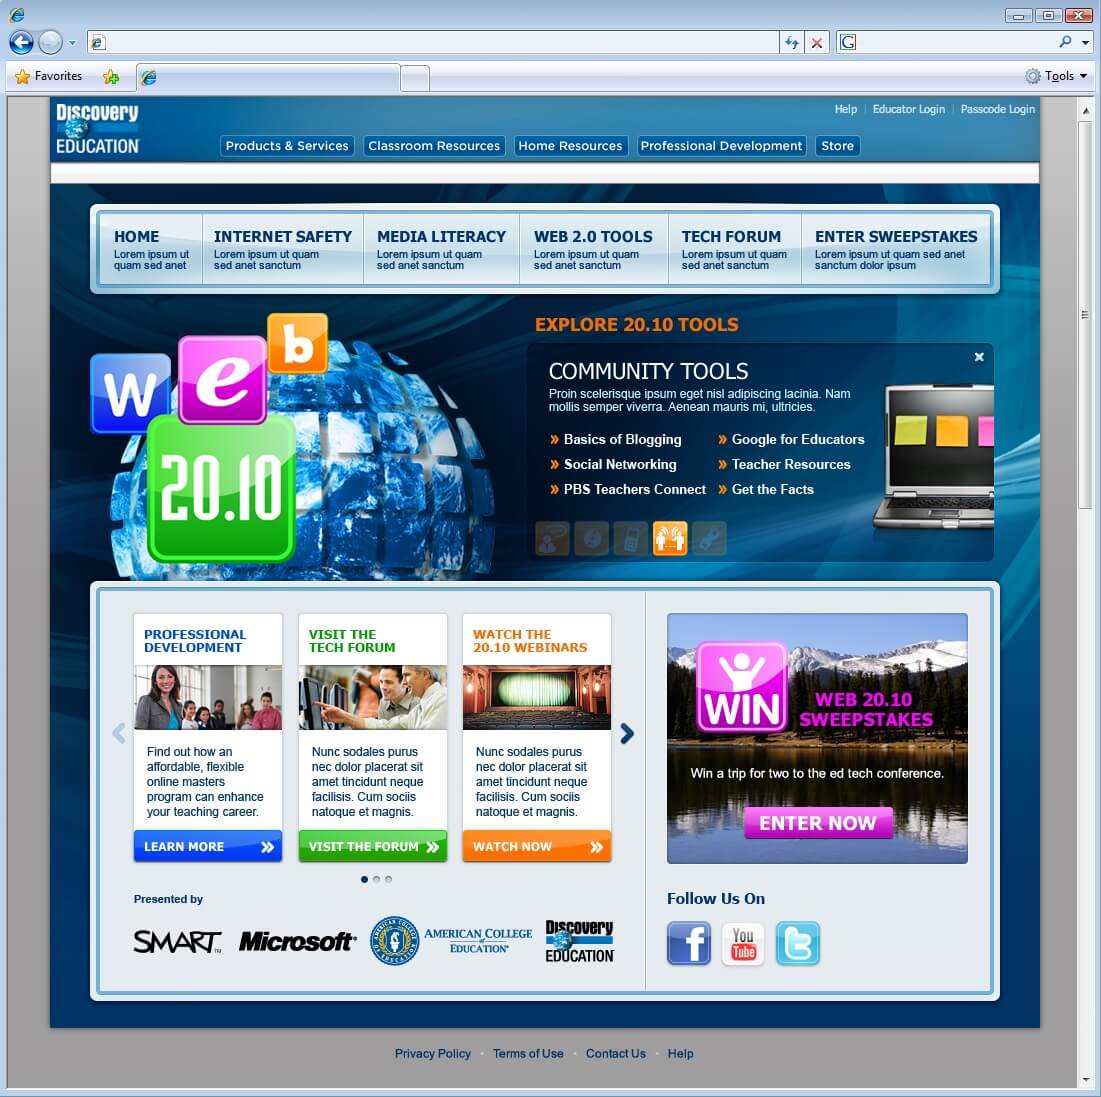 Favorites
Tools
Discovery
EDUCATION
Help | Educator Login | Passcode Login
Products & Services
Classroom Resources
Home Resources
Professional Development
Store
HOME
Lorem ipsum ut
quam sed anet
INTERNET SAFETY
Lorem ipsum ut quam
sed anet sanctum
MEDIA LITERACY
Lorem ipsum ut quam
sed anet sanctum
WEB 2.0 TOOLS
Lorem ipsum ut quam
sed anet sanctum
TECH FORUM
Lorem ipsum ut quam
sed anet sanctum
ENTER SWEEPSTAKES
Lorem ipsum ut quam sed anet
sanctum dolor ipsum
w e b
20.10
EXPLORE 20.10 TOOLS
COMMUNITY TOOLS
Proin scelerisque ipsum eget nisl adipiscing lacinia. Nam
mollis semper viverra. Aenean mauris mi, ultricies.
» Basics of Blogging
» Google for Educators
» Social Networking
» Teacher Resources
» PBS Teachers Connect
» Get the Facts
PROFESSIONAL
DEVELOPMENT
Find out how an
affordable, flexible
online masters
program can enhance
your teaching career.
LEARN MORE »
VISIT THE
TECH FORUM
Nunc sodales purus
nec dolor placerat sit
amet tincidunt neque
facilisis. Cum sociis
natoque et magnis.
VISIT THE FORUM »
WATCH THE
20.10 WEBINARS
Nunc sodales purus
nec dolor placerat sit
amet tincidunt neque
facilisis. Cum sociis
natoque et magnis.
WATCH NOW »
WIN
WEB 20.10
SWEEPSTAKES
Win a trip for two to the ed tech conference.
ENTER NOW
Presented by
SMART™
Microsoft®
AMERICAN COLLEGE
OF EDUCATION
AMERICAN COLLEGE
of
EDUCATION®
Discovery
EDUCATION
Follow Us On
f
You
Tube
t
Privacy Policy • Terms of Use • Contact Us • Help